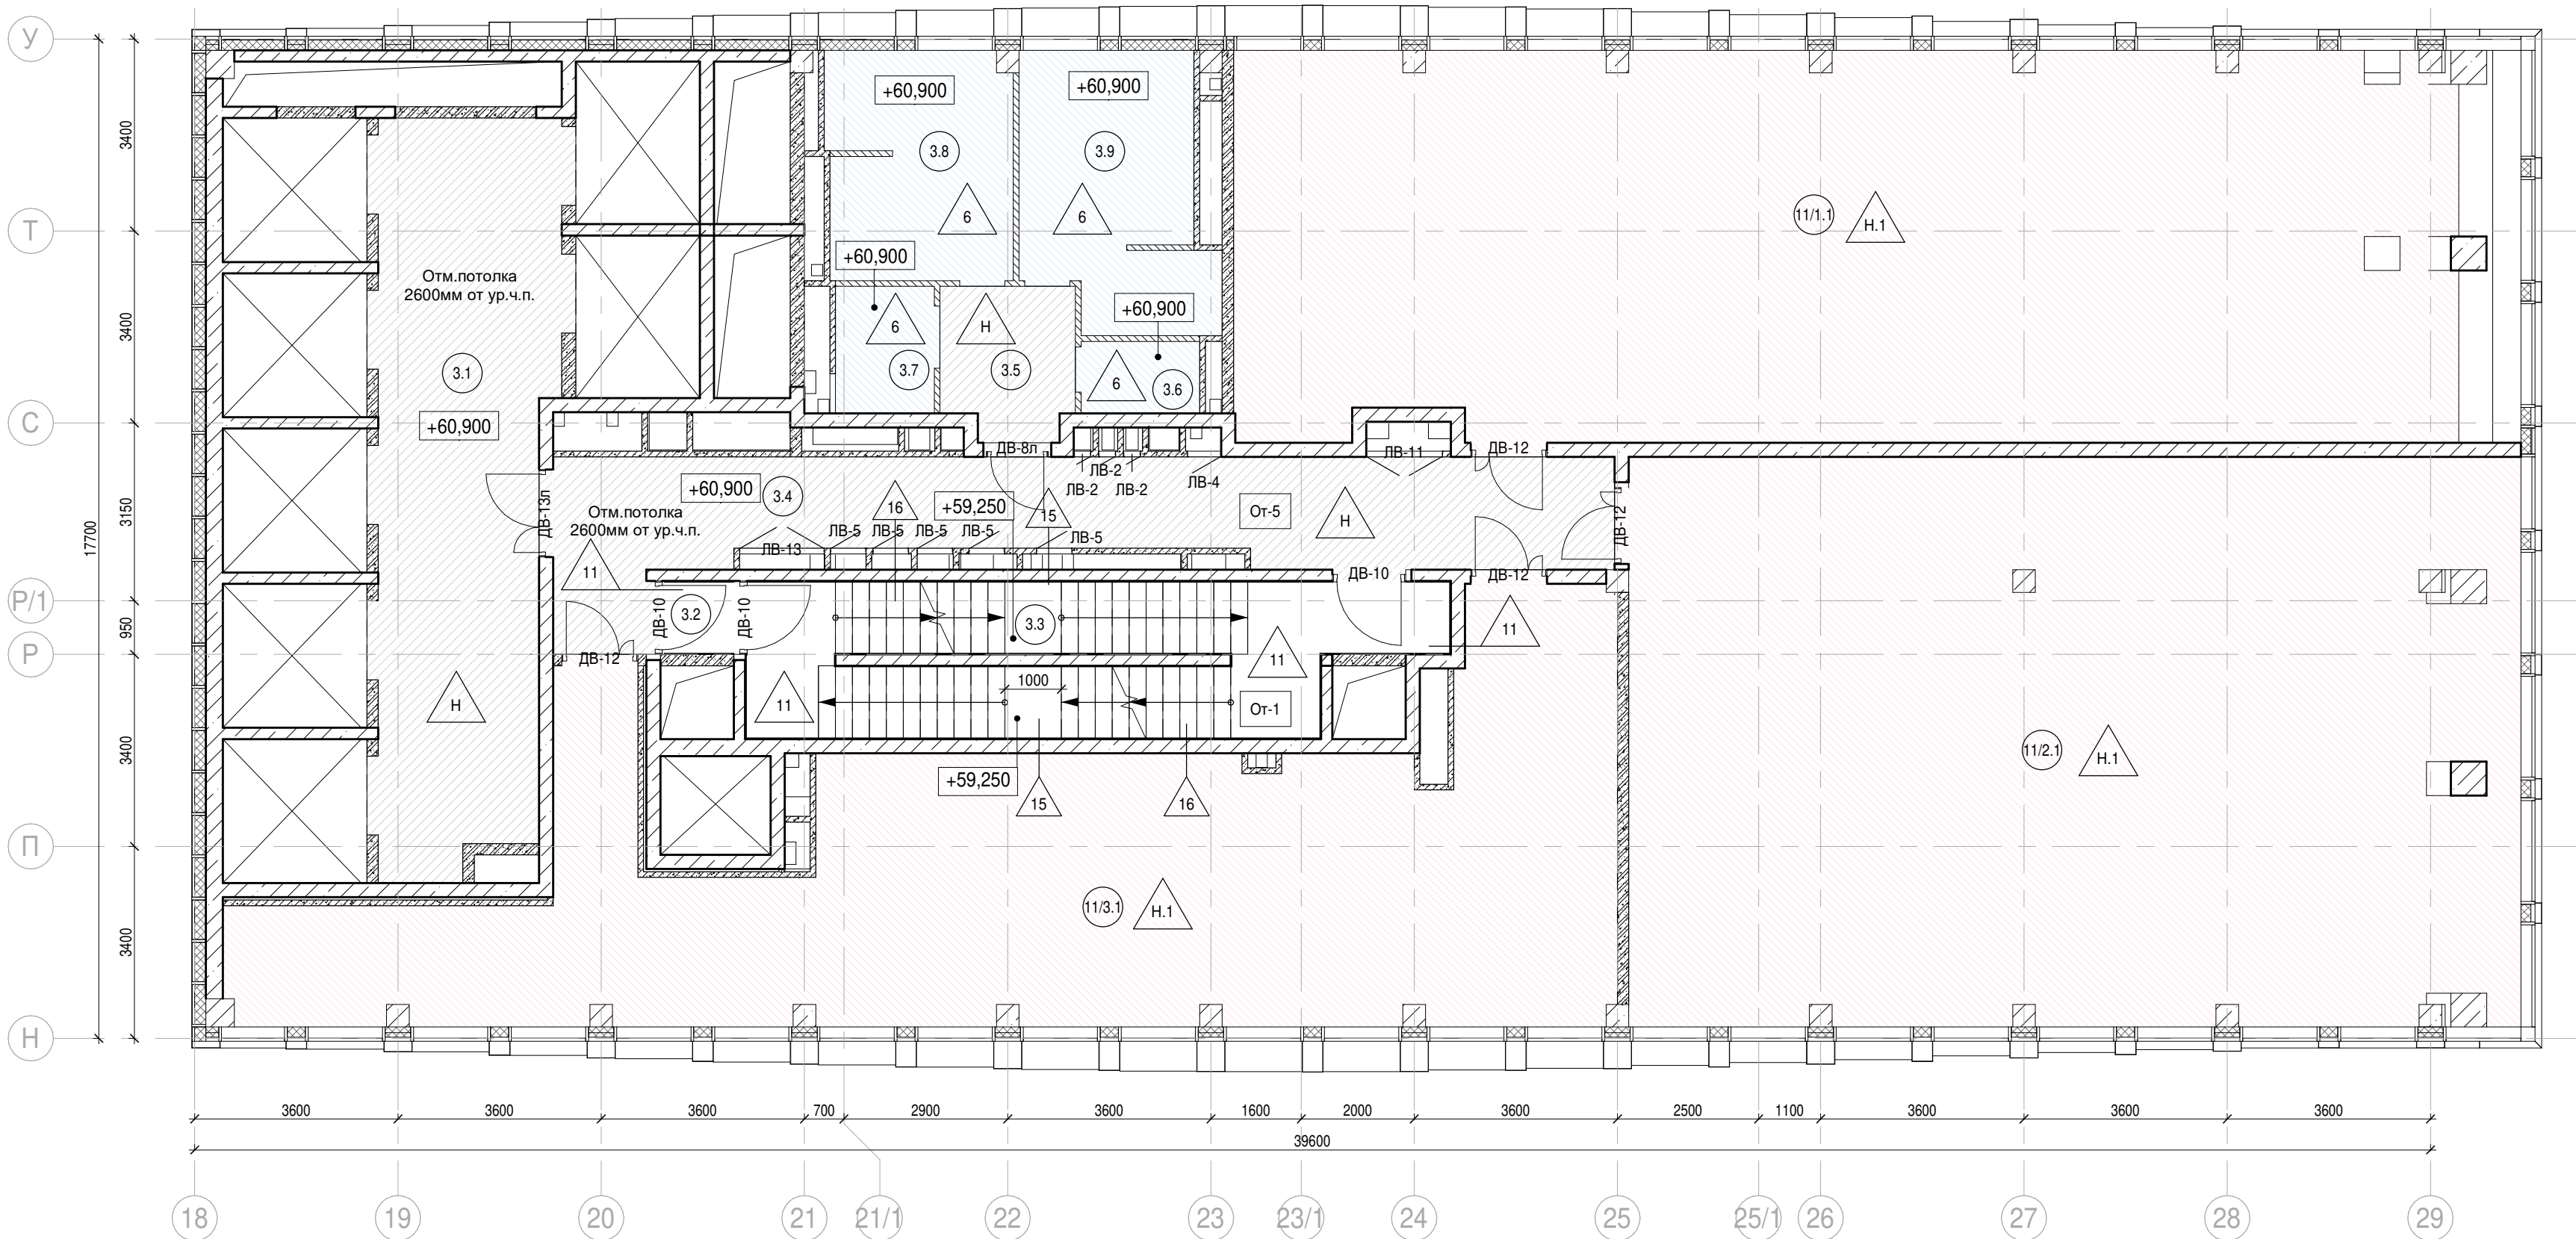 У
Т
С
Р/1
Р
П
Н
17700
3400
3400
3150
950
3400
3400
+60,900
+60,900
3.8
3.9
6
6
+60,900
+60,900
6
Н
6
3.7
3.5
3.6
Отм.потолка
2600мм от ур.ч.п.
3.1
+60,900
11/1.1
Н.1
ДВ-13л
+60,900
3.4
Отм.потолка
2600мм от ур.ч.п.
16
+59,250
15
ДВ-8л
ЛВ-2
ЛВ-2
ЛВ-2
ЛВ-4
ЛВ-11
ДВ-12
От-5
Н
ДВ-12
ЛВ-5
ЛВ-5
ЛВ-5
ЛВ-5
ЛВ-5
ЛВ-13
11
ДВ-10
ДВ-12
ДВ-10
3.2
ДВ-10
3.3
11
11
ДВ-12
Н
11
1000
От-1
+59,250
15
16
11/2.1
Н.1
11/3.1
Н.1
3600
3600
3600
700
2900
3600
1600
2000
3600
2500
1100
3600
3600
3600
39600
18
19
20
21
21/1
22
23
23/1
24
25
25/1
26
27
28
29